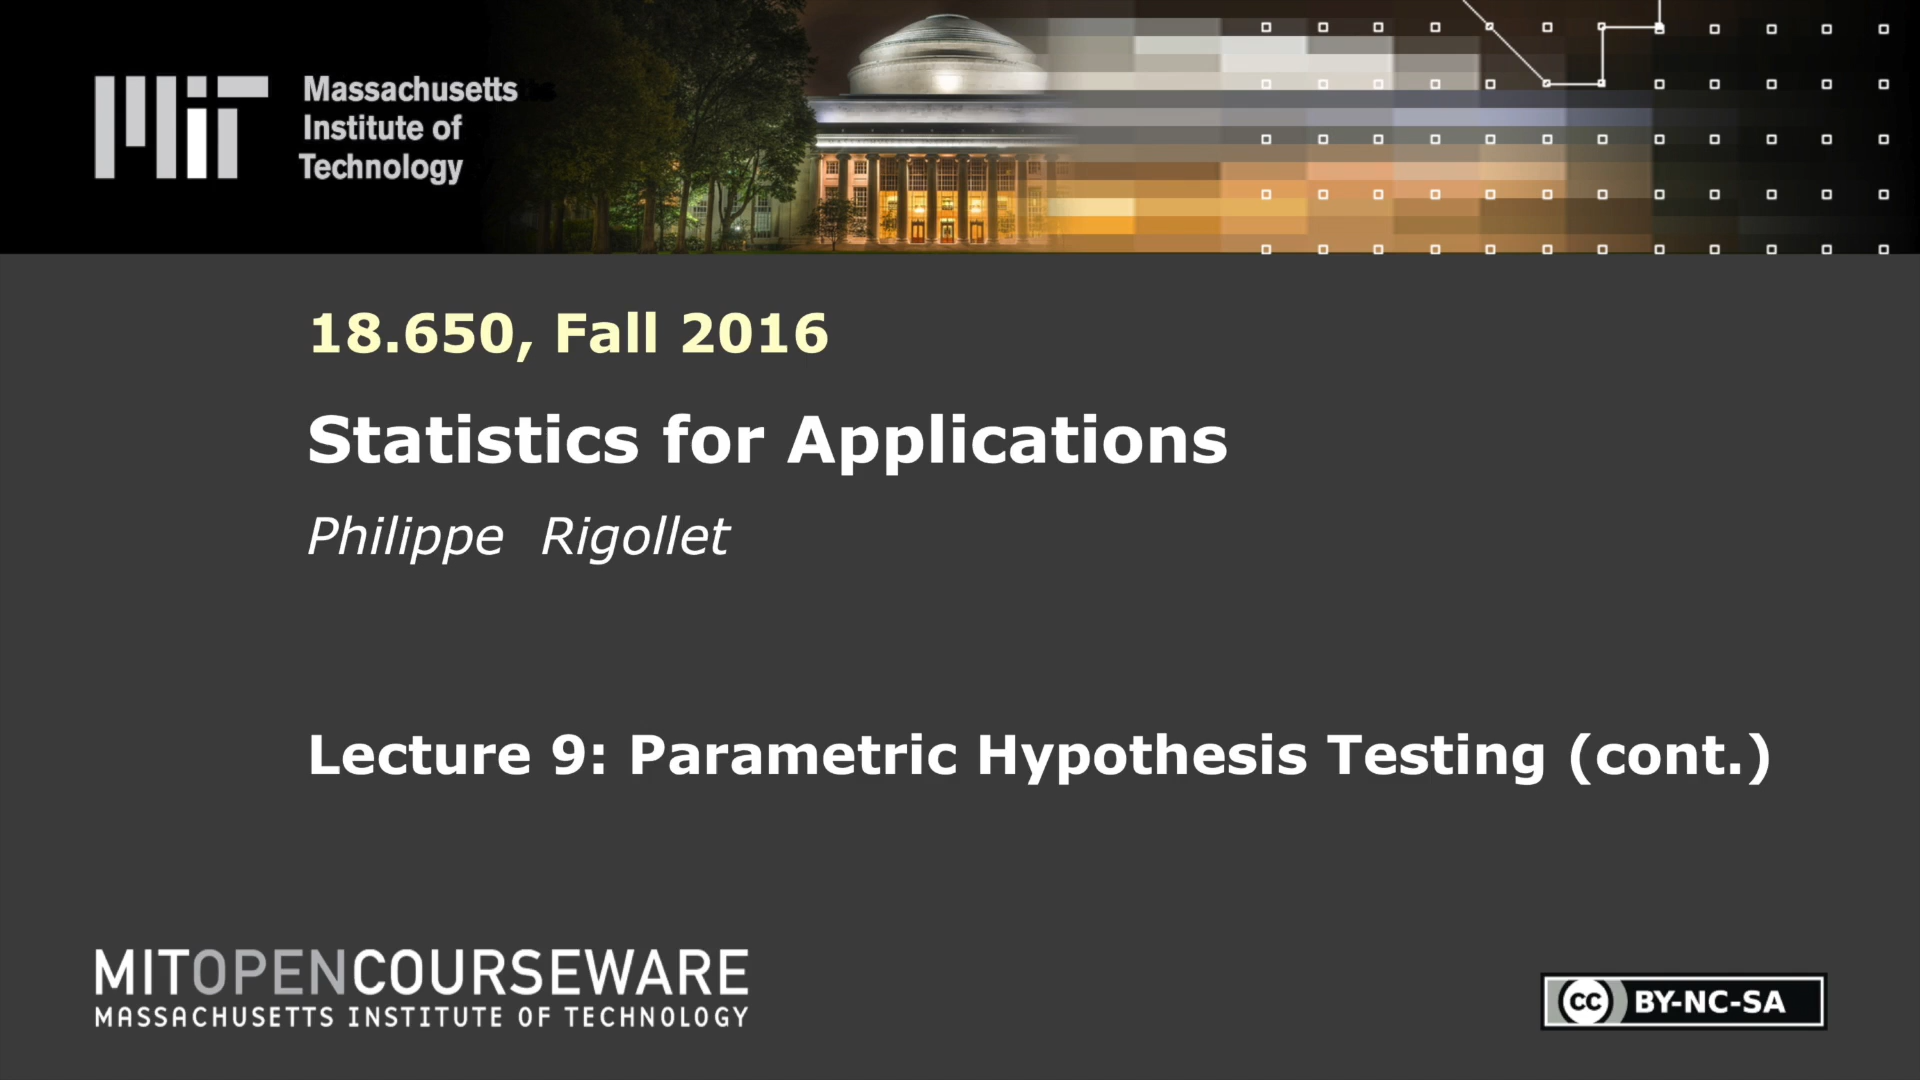 Massachusetts
Institute of
Technology
18.650, Fall 2016
Statistics for Applications
Philippe Rigollet
Lecture 9: Parametric Hypothesis Testing (cont.)
MITOPENCOURSEWARE
MASSACHUSETTS INSTITUTE OF TECHNOLOGY
cc BY-NC-SA